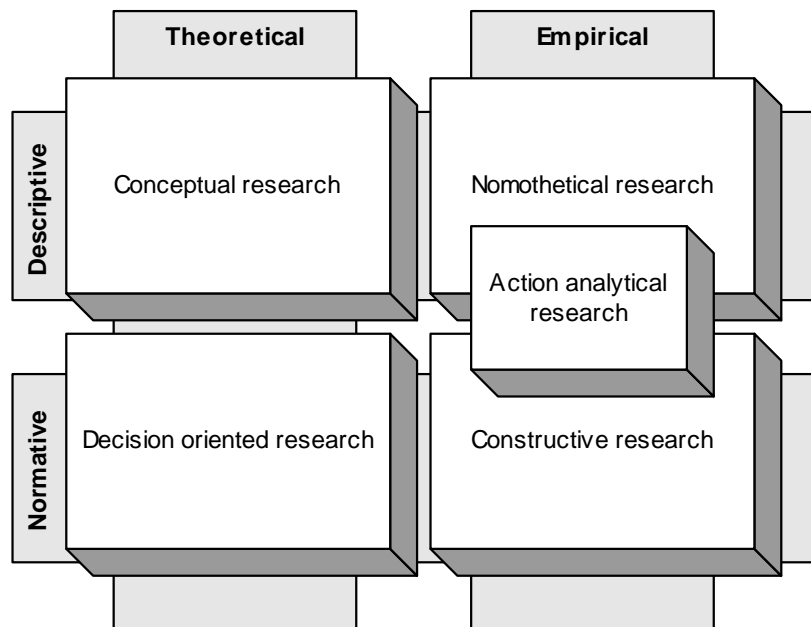 Theoretical
Empirical
Descriptive
Conceptual research
Nomothetical research
Action analytical
research
Normative
Decision oriented research
Constructive research